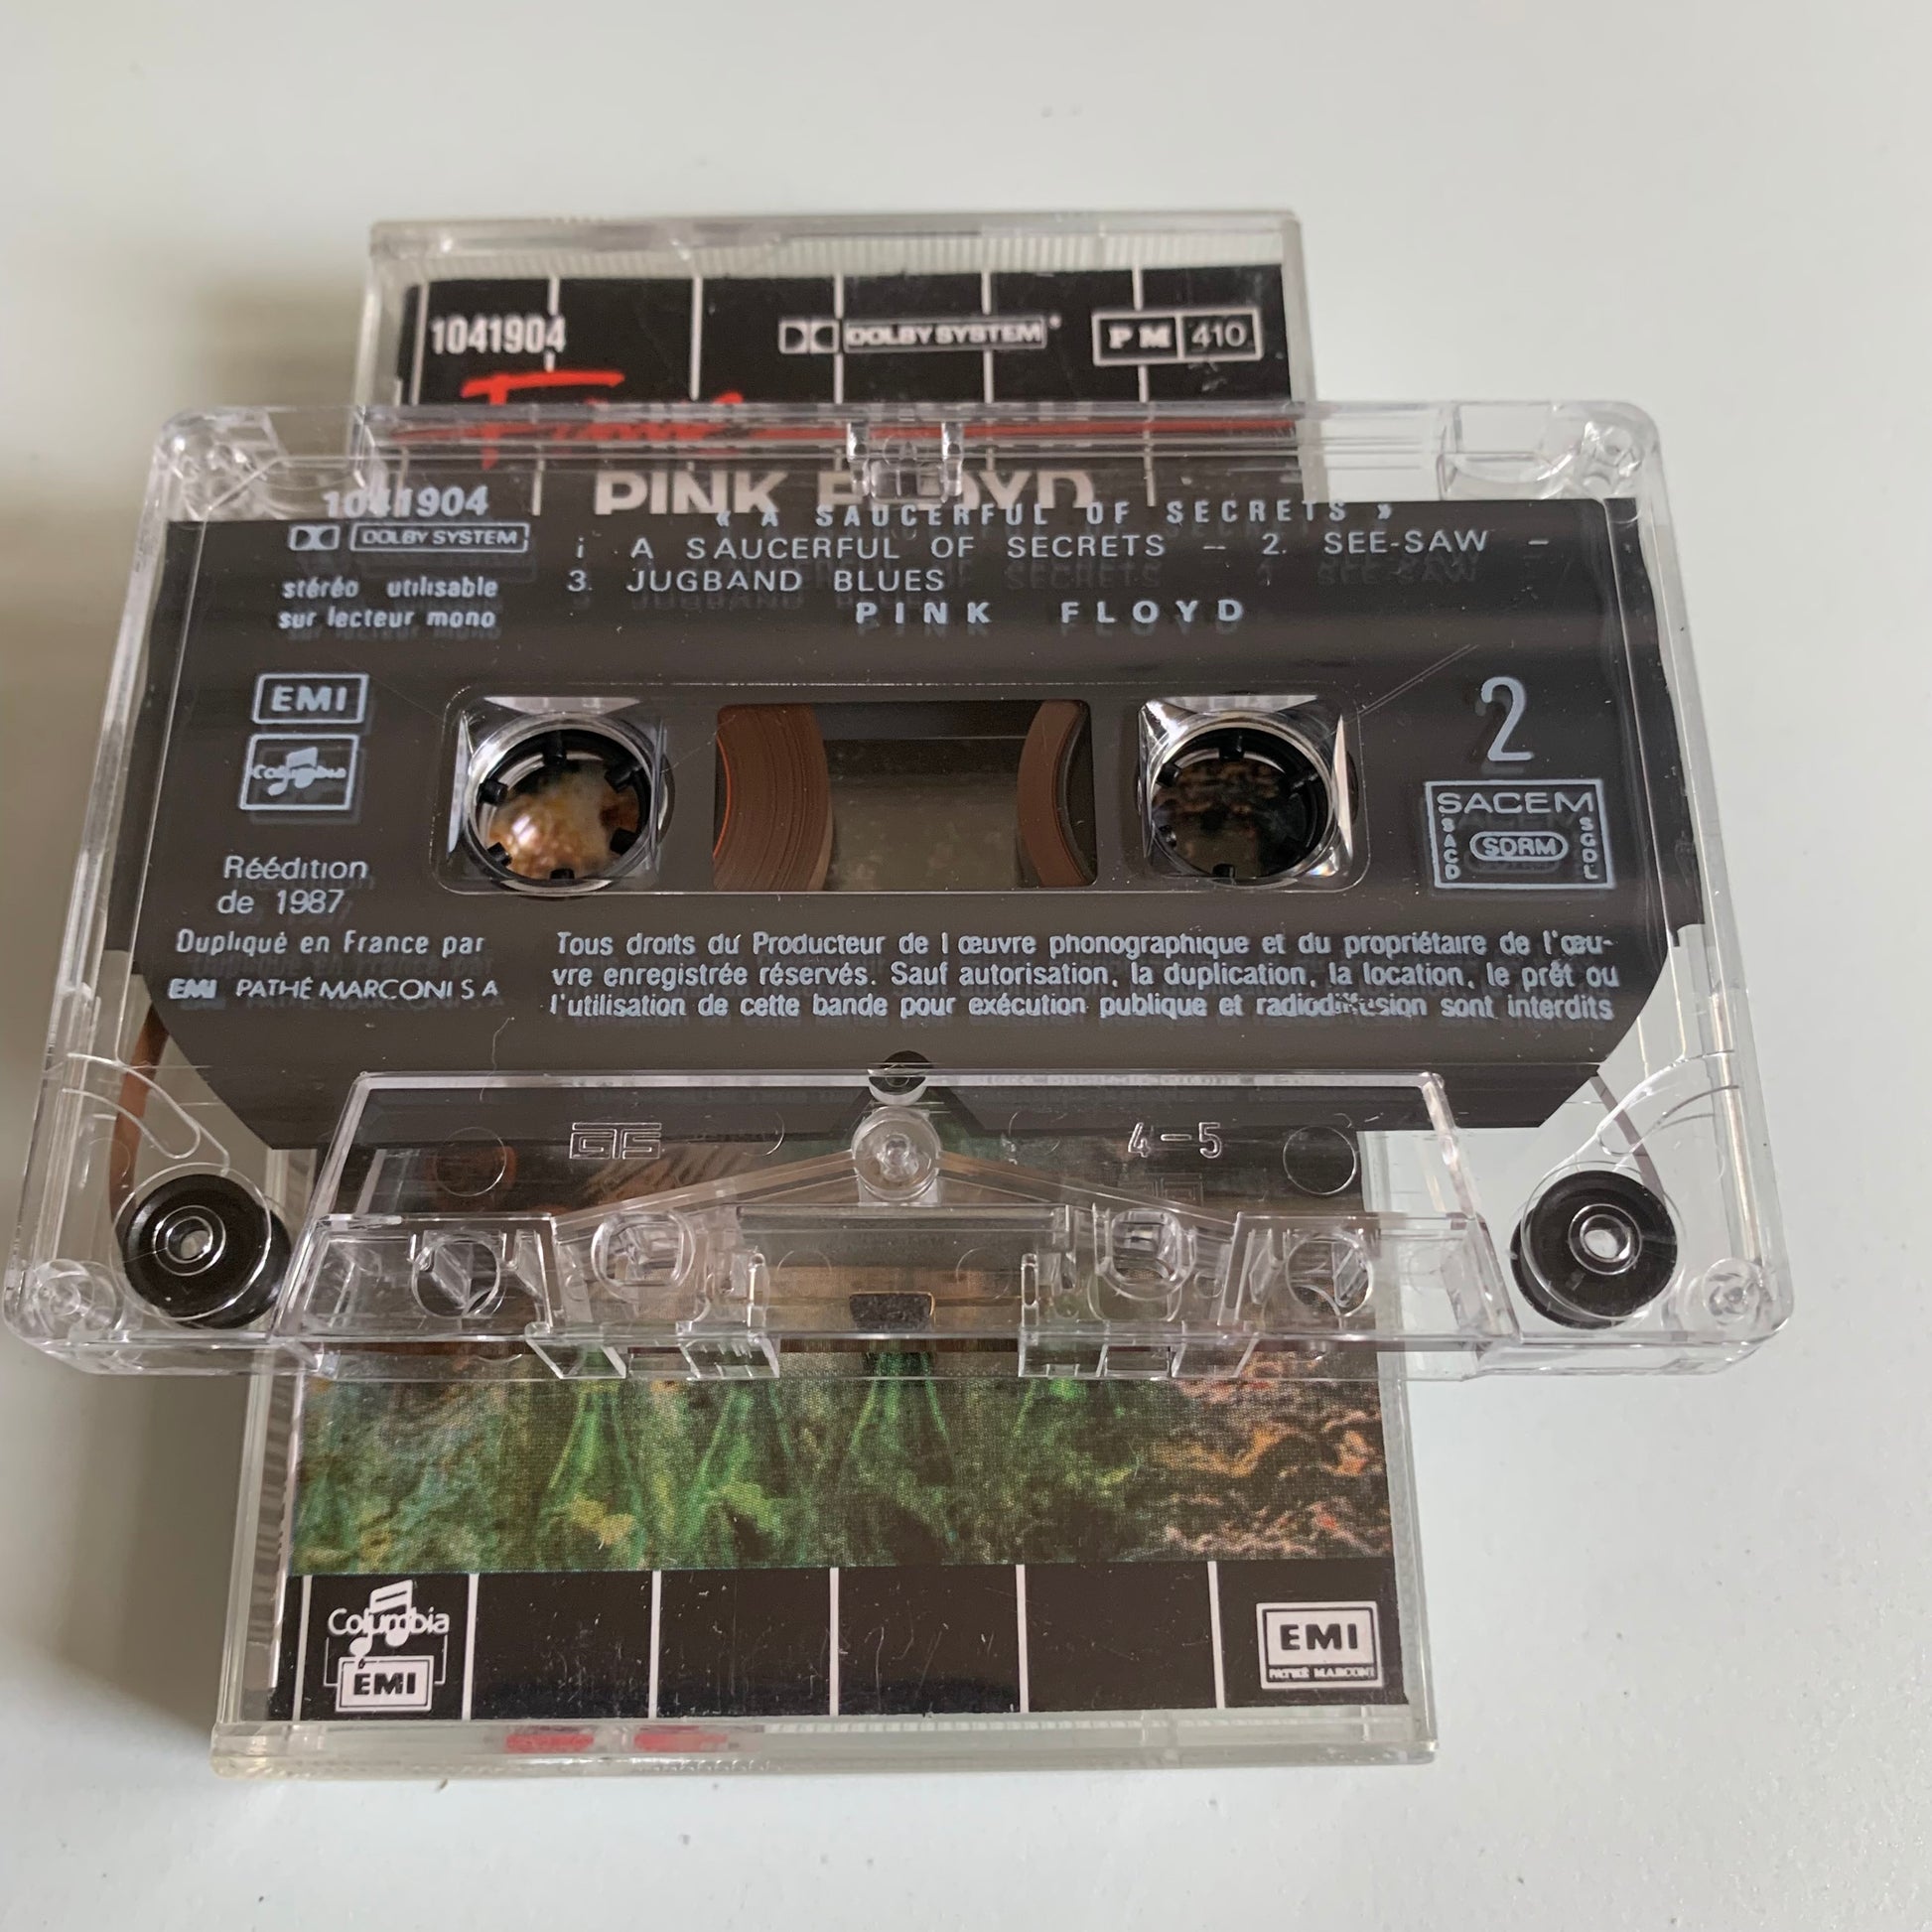 1041904
DOLBY SYSTEM
PM 410
PINK FLOYD
1041904
DOLBY SYSTEM
stéréo utilisable
sur lecteur mono
« A SAUCERFUL OF SECRETS »
1 A SAUCERFUL OF SECRETS – 2. SEE-SAW –
3. JUGBAND BLUES
PINK FLOYD
EMI
Columbia
2
SACEM
SACD
SDRM
SGDL
Réédition
de 1987
Dupliqué en France par
EMI PATHÉ MARCONI S A
Tous droits du Producteur de l œuvre phonographique et du propriétaire de l'œu-
vre enregistrée réservés. Sauf autorisation, la duplication, la location, le prêt ou
l'utilisation de cette bande pour exécution publique et radiodiffusion sont interdits
GTS
4-5
Columbia
EMI
EMI
PATHÉ MARCONI